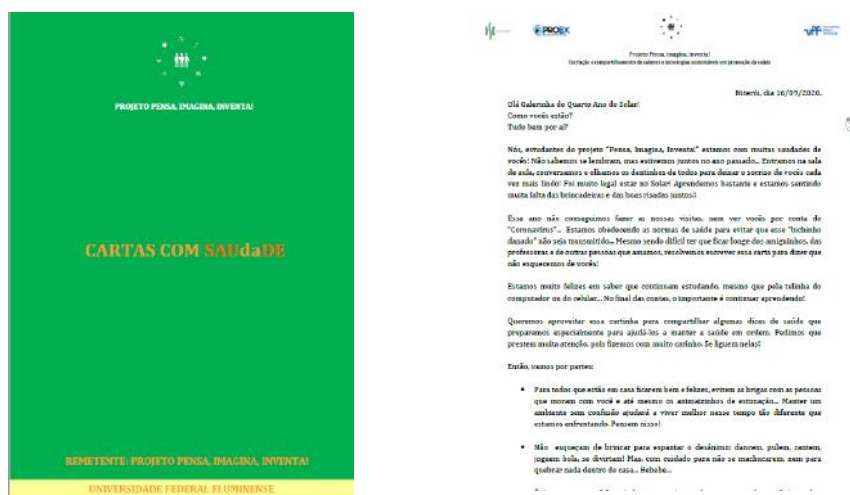 PROJETO PENSA, IMAGINA, INVENTA!
CARTAS COM SAUdaDE
REMETENTE: PROJETO PENSA, IMAGINA, INVENTA!
UNIVERSIDADE FEDERAL FLUMINENSE
PROEX
uff
Projeto Pensa, Imagina, Inventa!
Criação e compartilhamento de saberes e tecnologias sustentáveis em promoção da saúde
Niterói, dia 16/09/2020.
Olá Galerinha do Quarto Ano do Solar!
Como vocês estão?
Tudo bem por aí?
Nós, estudantes do projeto "Pensa, Imagina, Inventa!" estamos com muitas saudades de
vocês! Não sabemos se lembram, mas estivemos juntos no ano passado... Entramos na sala
de aula, conversamos e olhamos os dentinhos de todos para deixar o sorriso de vocês cada
vez mais lindo! Foi muito legal estar no Solar! Aprendemos bastante e estamos sentindo
muita falta das brincadeiras e das boas risadas juntos!!
Esse ano não conseguimos fazer as nossas visitas, nem ver vocês por conta do
"Coronavírus"... Estamos obedecendo as normas de saúde para evitar que esse "bichinho
danado" não seja transmitido... Mesmo sendo difícil ter que ficar longe dos amiguinhos, das
professoras e de outras pessoas que amamos, resolvemos escrever essa carta para dizer que
não esquecemos de vocês!
Estamos muito felizes em saber que continuam estudando, mesmo que pela telinha do
computador ou do celular... No final das contas, o importante é continuar aprendendo!
Queremos aproveitar essa cartinha para compartilhar algumas dicas de saúde que
preparamos especialmente para ajudá-los a manter a saúde em ordem. Pedimos que
prestem muita atenção, pois fizemos com muito carinho. Se liguem nelas!
Então, vamos por partes:
• Para todos que estão em casa ficarem bem e felizes, evitem as brigas com as pessoas
que moram com você e até mesmo os animaizinhos de estimação... Manter um
ambiente sem confusão ajudará a viver melhor nesse tempo tão diferente que
estamos enfrentando. Pensem nisso!
• Não esqueçam de brincar para espantar o desânimo: dancem, pulem, cantem,
joguem bola, se divirtam! Mas, com cuidado para não se machucarem, nem para
quebrar nada dentro de casa... Hehehe...